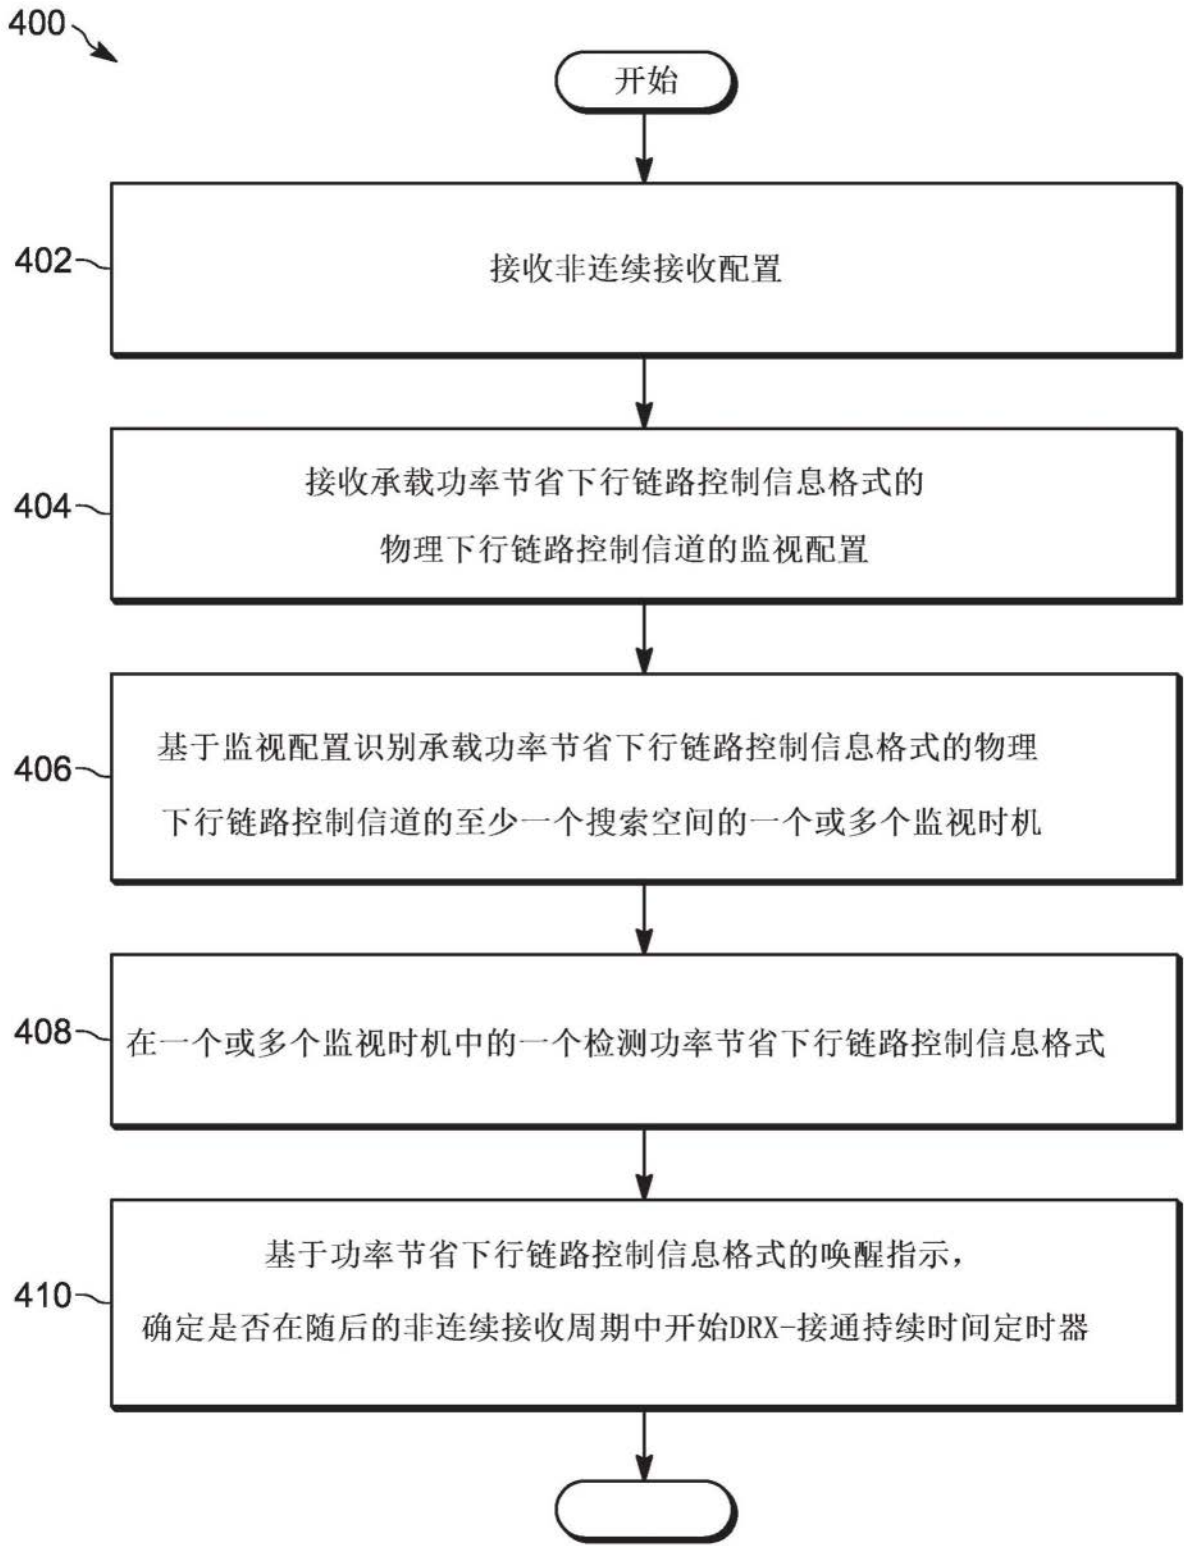 400
开始
402
接收非连续接收配置
404
接收承载功率节省下行链路控制信息格式的
物理下行链路控制信道的监视配置
406
基于监视配置识别承载功率节省下行链路控制信息格式的物理
下行链路控制信道的至少一个搜索空间的一个或多个监视时机
408
在一个或多个监视时机中的一个检测功率节省下行链路控制信息格式
410
基于功率节省下行链路控制信息格式的唤醒指示，
确定是否在随后的非连续接收周期中开始DRX-接通持续时间定时器